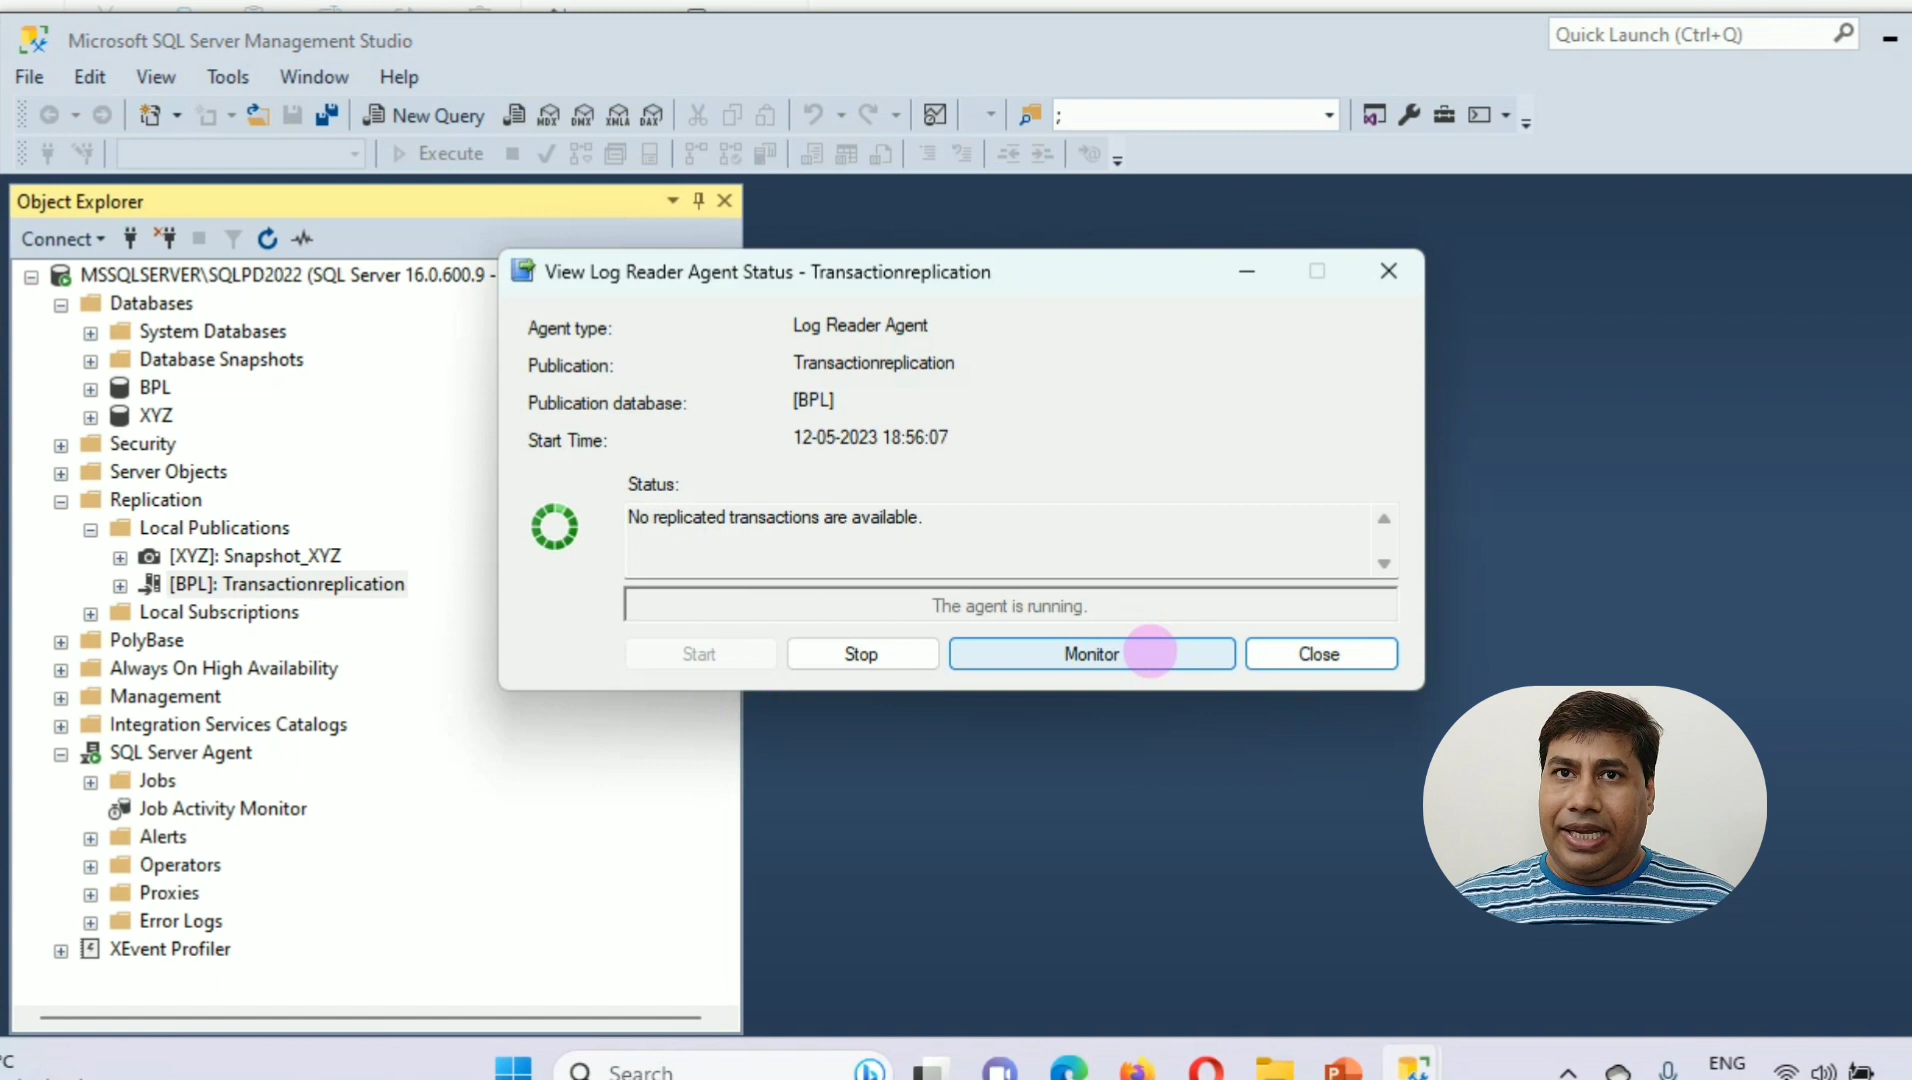 Microsoft SQL Server Management Studio
Quick Launch (Ctrl+Q)
File Edit View Tools Window Help
New Query MDX DMX XMLA DAX ;
Execute
Object Explorer
Connect
MSSQLSERVER\SQLPD2022 (SQL Server 16.0.600.9 -
Databases
System Databases
Database Snapshots
BPL
XYZ
Security
Server Objects
Replication
Local Publications
[XYZ]: Snapshot_XYZ
[BPL]: Transactionreplication
Local Subscriptions
PolyBase
Always On High Availability
Management
Integration Services Catalogs
SQL Server Agent
Jobs
Job Activity Monitor
Alerts
Operators
Proxies
Error Logs
XEvent Profiler
View Log Reader Agent Status - Transactionreplication
Agent type: Log Reader Agent
Publication: Transactionreplication
Publication database: [BPL]
Start Time: 12-05-2023 18:56:07
Status:
No replicated transactions are available.
The agent is running.
Start Stop Monitor Close
°C
Search
ENG